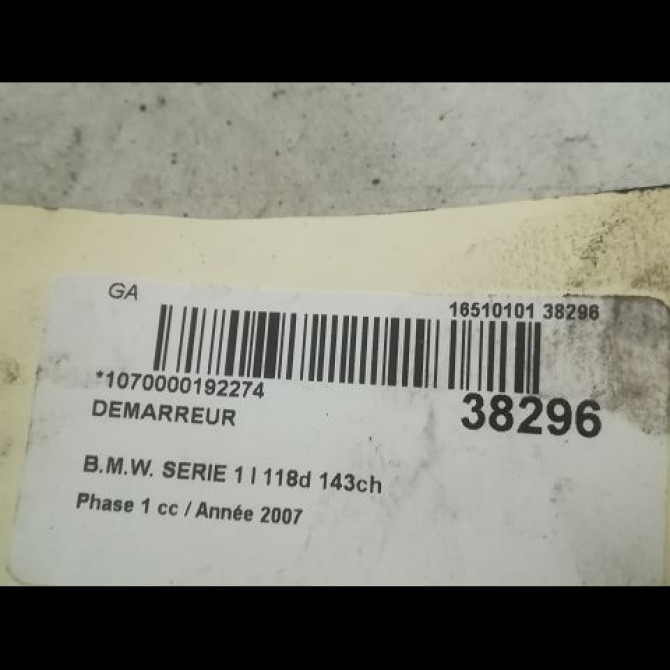 GA
16510101 38296
*1070000192274
38296
DEMARREUR
B.M.W. SERIE 1 I 118d 143ch
Phase 1 cc / Année 2007